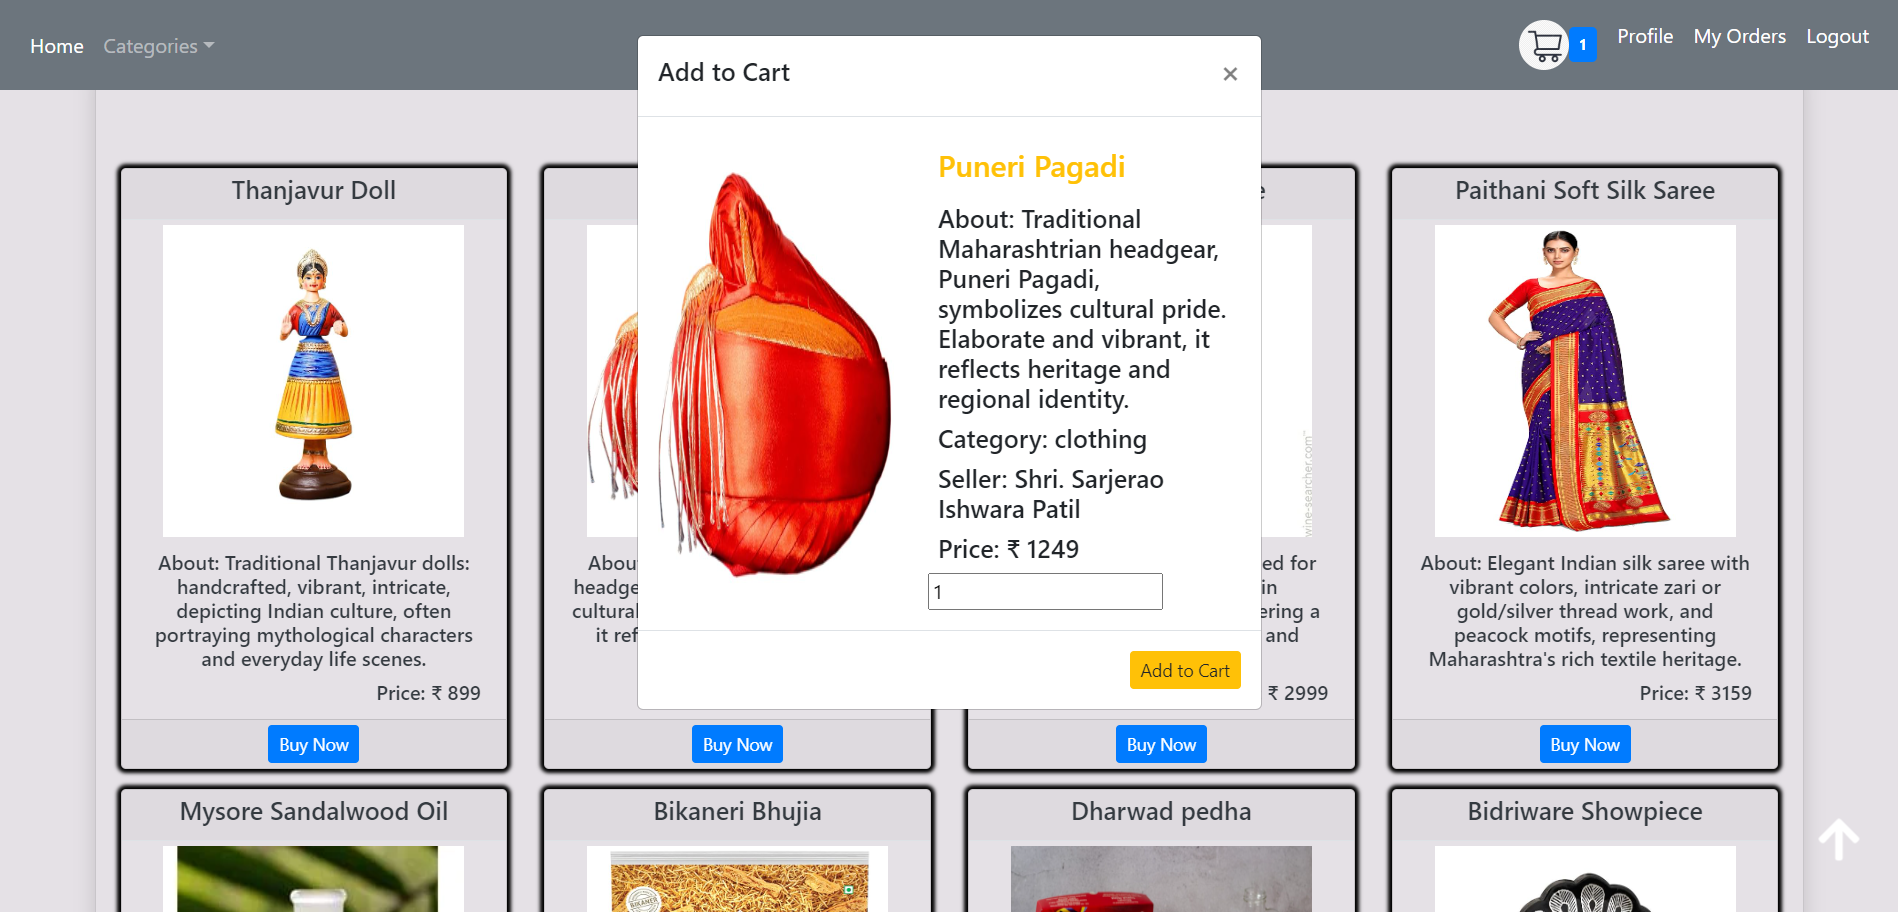 Home Categories
1 Profile My Orders Logout
Add to Cart ×
Puneri Pagadi
About: Traditional
Maharashtrian headgear,
Puneri Pagadi,
symbolizes cultural pride.
Elaborate and vibrant, it
reflects heritage and
regional identity.
Category: clothing
Seller: Shri. Sarjerao
Ishwara Patil
Price: ₹ 1249
1
Add to Cart
Thanjavur Doll
About: Traditional Thanjavur dolls:
handcrafted, vibrant, intricate,
depicting Indian culture, often
portraying mythological characters
and everyday life scenes.
Price: ₹ 899
Buy Now
Abou
headge
cultural
it ref
Buy Now
e
wine-searcher.com
ed for
in
ering a
and
₹ 2999
Buy Now
Paithani Soft Silk Saree
About: Elegant Indian silk saree with
vibrant colors, intricate zari or
gold/silver thread work, and
peacock motifs, representing
Maharashtra's rich textile heritage.
Price: ₹ 3159
Buy Now
Mysore Sandalwood Oil
Bikaneri Bhujia
BIKANER
Dharwad pedha
Bidriware Showpiece